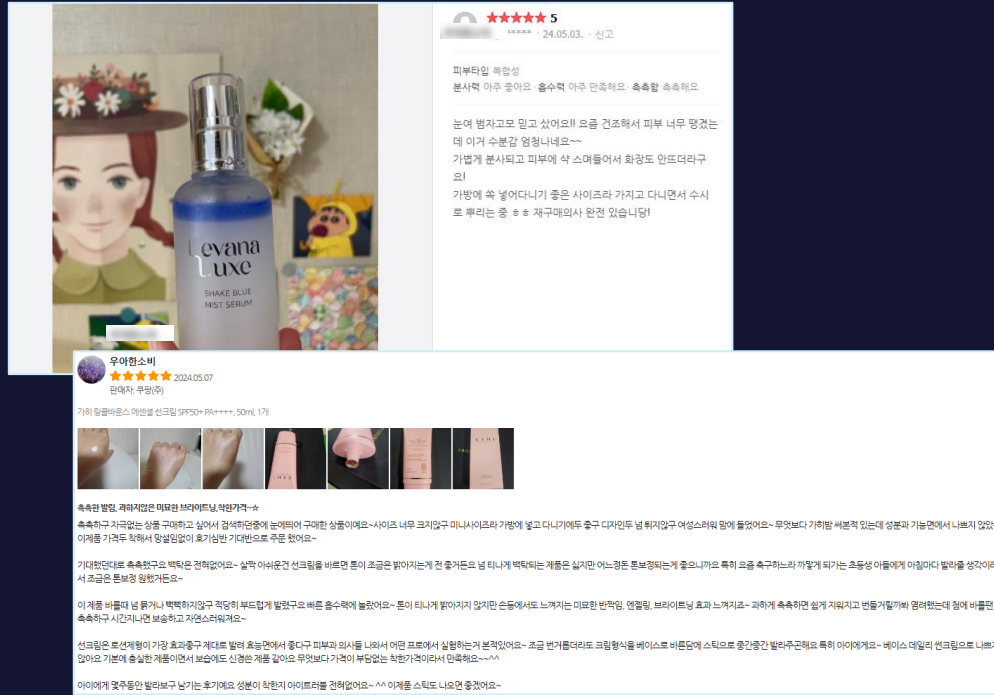 ★★★★★ 5
***** · 24.05.03. · 신고
피부타입 복합성
분사력 아주 좋아요 · 흡수력 아주 만족해요 · 촉촉함 촉촉해요
눈여 범자고모 믿고 샀어요!! 요즘 건조해서 피부 너무 땡겼는
데 이거 수분감 엄청나네요~~
가볍게 분사되고 피부에 샥 스며들어서 화장도 안뜨더라구
요!
가방에 쏙 넣어다니기 좋은 사이즈라 가지고 다니면서 수시
로 뿌리는 중 ㅎㅎ 재구매의사 완전 있습니당!
Levana
Luxe
SHAKE BLUE
MIST SERUM
우아한소비
★★★★★ 2024.05.07
판매자: 쿠팡(주)
가히 링클바운스 에센셜 선크림 SPF50+ PA++++, 50ml, 1개
촉촉한 발림, 과하지않은 미묘한 브라이트닝,착한가격~☆
촉촉하구 자극없는 상품 구매하고 싶어서 검색하던중에 눈에띄어 구매한 상품이예요~사이즈 너무 크지않구 미니사이즈라 가방에 넣고 다니기에두 좋구 디자인두 넘 튀지않구 여성스러워 맘에 들었어요~ 무엇보다 가히밤 써본적 있는데 성분과 기능면에서 나쁘지 않았
이제품 가격두 착해서 망설임없이 호기심반 기대반으로 주문 했어요~
기대했던대로 촉촉했구요 백탁은 전혀없어요~ 살짝 아쉬운건 선크림을 바르면 톤이 조금은 밝아지는게 전 좋거든요 넘 티나게 백탁되는 제품은 싫지만 어느정돈 톤보정되는게 좋으니까요 특히 요즘 축구하느라 까맣게 되가는 초등생 아들에게 아침마다 발라줄 생각이라
서 조금은 톤보정 원했거든요~
이 제품 바를때 넘 묽거나 뻑뻑하지않구 적당히 부드럽게 발렸구요 빠른 흡수력에 놀랐어요~ 톤이 티나게 밝아지지 않지만 손등에서도 느껴지는 미묘한 반짝임, 엔젤링, 브라이트닝 효과 느껴지죠~ 과하게 촉촉하면 쉽게 지워지고 번들거릴까봐 염려했는데 첨에 바를땐
촉촉하구 시간지나면 보송하고 자연스러워져요~
선크림은 로션제형이 가장 효과좋구 제대로 발려 효능면에서 좋다구 피부과 의사들 나와서 어떤 프로에서 실험하는거 본적있어요~ 조금 번거롭더라도 크림형식을 베이스로 바른담에 스틱으로 중간중간 발라주곤해요 특히 아이에게요~ 베이스 데일리 썬크림으로 나쁘지
않아요 기본에 충실한 제품이면서 보습에도 신경쓴 제품 같아요 무엇보다 가격이 부담없는 착한가격이라서 만족해요~~^^
아이에게 몇주동안 발라보구 남기는 후기예요 성분이 착한지 아이트러블 전혀없어요~ ^^ 이제품 스틱도 나오면 좋겠어요~